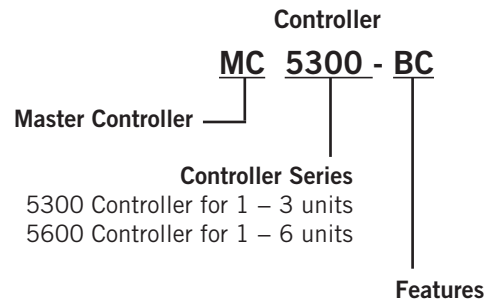 Controller
MC 5300 - BC
Master Controller
Controller Series
5300 Controller for 1 – 3 units
5600 Controller for 1 – 6 units
Features